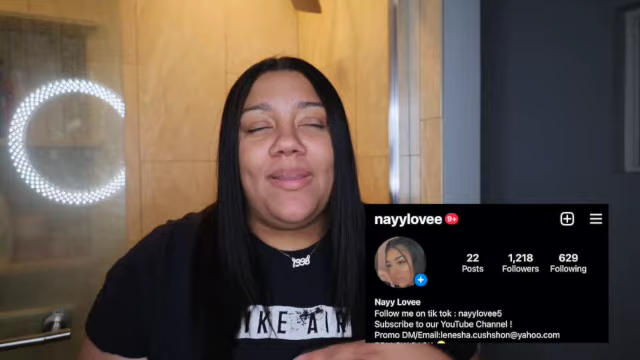 nayylovee 9+
22 1,218 629
Posts Followers Following
Nayy Lovee
Follow me on tik tok : nayylovee5
Subscribe to our YouTube Channel !
Promo DM/Email:lenesha.cushshon@yahoo.com
1998
IKE AIR